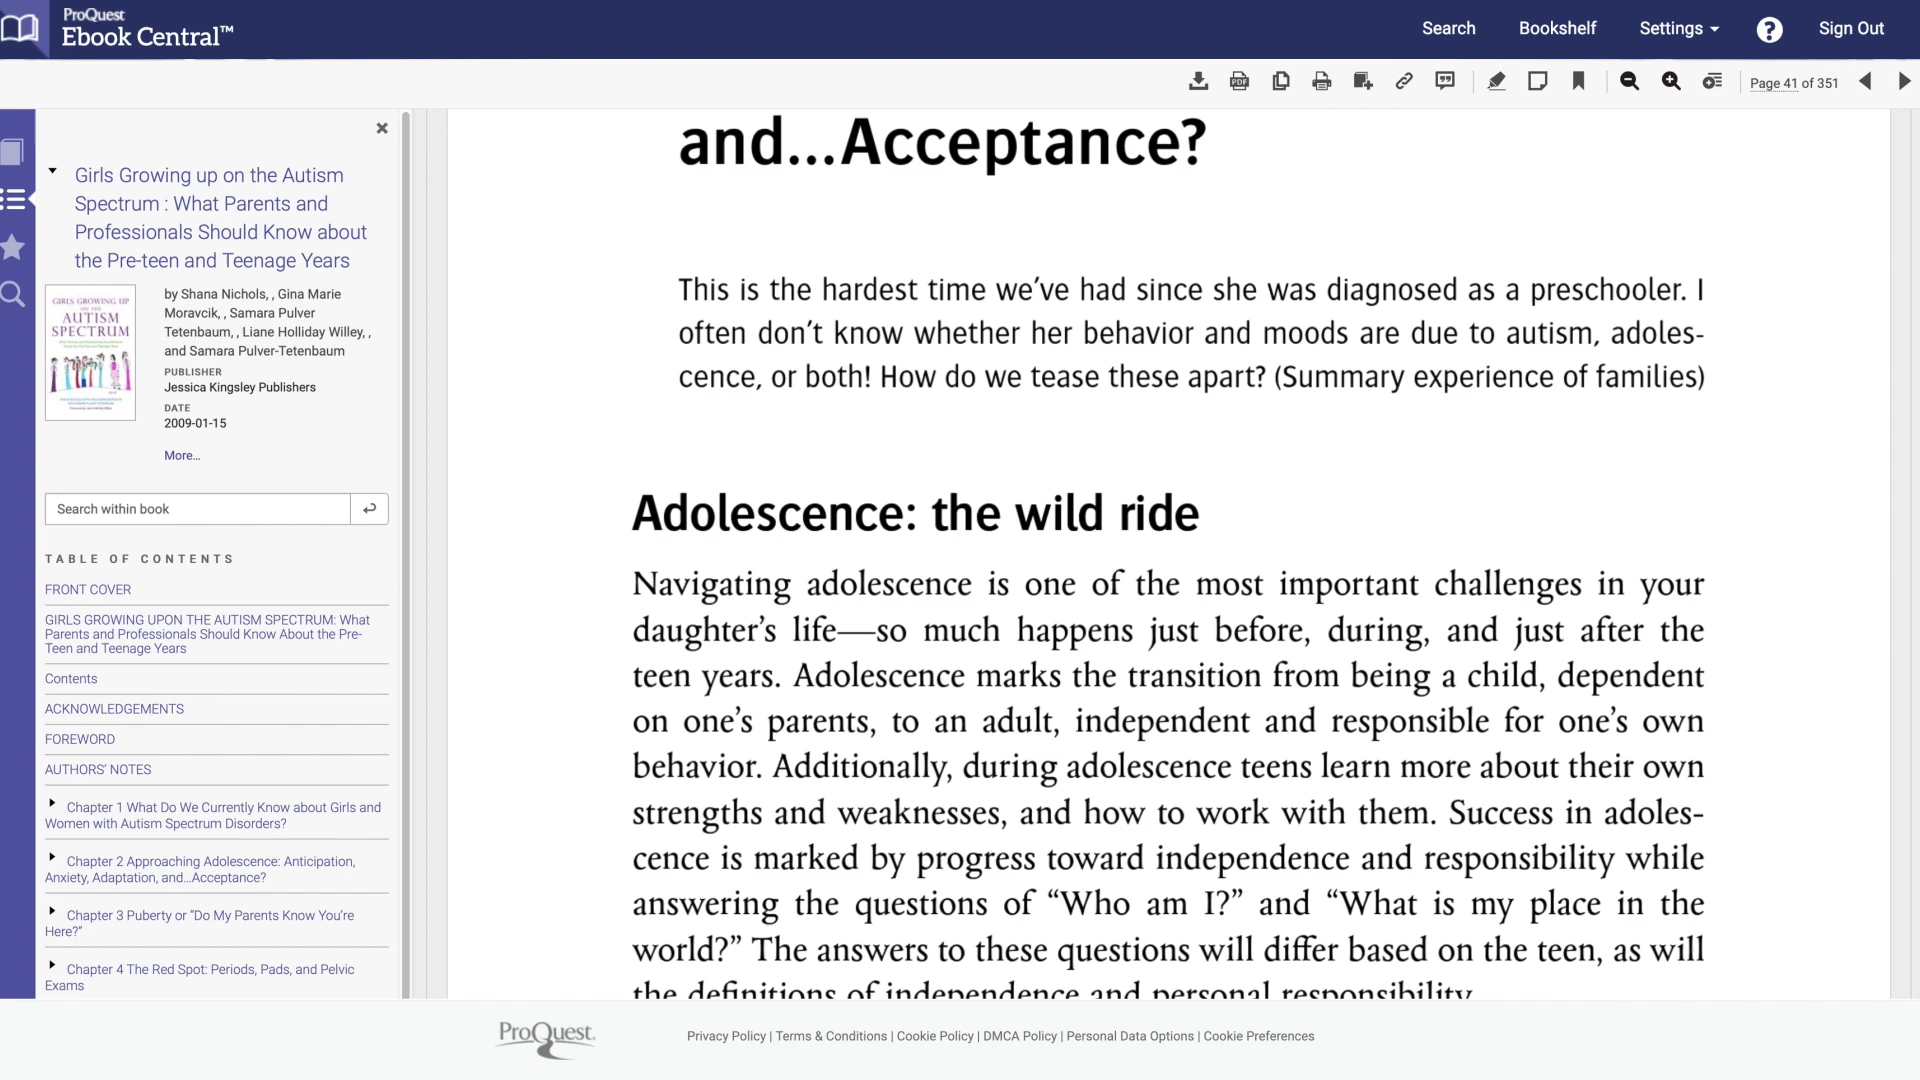 ProQuest
Ebook Central™
Search
Bookshelf
Settings
?
Sign Out
PDF
Page 41 of 351
Girls Growing up on the Autism
Spectrum : What Parents and
Professionals Should Know about
the Pre-teen and Teenage Years
GIRLS GROWING UP
ON THE
AUTISM
SPECTRUM
by Shana Nichols, , Gina Marie
Moravcik, , Samara Pulver
Tetenbaum, , Liane Holliday Willey, ,
and Samara Pulver-Tetenbaum
PUBLISHER
Jessica Kingsley Publishers
DATE
2009-01-15
More...
Search within book
TABLE OF CONTENTS
FRONT COVER
GIRLS GROWING UPON THE AUTISM SPECTRUM: What
Parents and Professionals Should Know About the Pre-
Teen and Teenage Years
Contents
ACKNOWLEDGEMENTS
FOREWORD
AUTHORS' NOTES
Chapter 1 What Do We Currently Know about Girls and
Women with Autism Spectrum Disorders?
Chapter 2 Approaching Adolescence: Anticipation,
Anxiety, Adaptation, and...Acceptance?
Chapter 3 Puberty or “Do My Parents Know You're
Here?”
Chapter 4 The Red Spot: Periods, Pads, and Pelvic
Exams
and...Acceptance?
This is the hardest time we’ve had since she was diagnosed as a preschooler. I
often don’t know whether her behavior and moods are due to autism, adoles-
cence, or both! How do we tease these apart? (Summary experience of families)
Adolescence: the wild ride
Navigating adolescence is one of the most important challenges in your
daughter’s life—so much happens just before, during, and just after the
teen years. Adolescence marks the transition from being a child, dependent
on one’s parents, to an adult, independent and responsible for one’s own
behavior. Additionally, during adolescence teens learn more about their own
strengths and weaknesses, and how to work with them. Success in adoles-
cence is marked by progress toward independence and responsibility while
answering the questions of “Who am I?” and “What is my place in the
world?” The answers to these questions will differ based on the teen, as will
the definitions of independence and personal responsibility.
ProQuest.
Privacy Policy | Terms & Conditions | Cookie Policy | DMCA Policy | Personal Data Options | Cookie Preferences